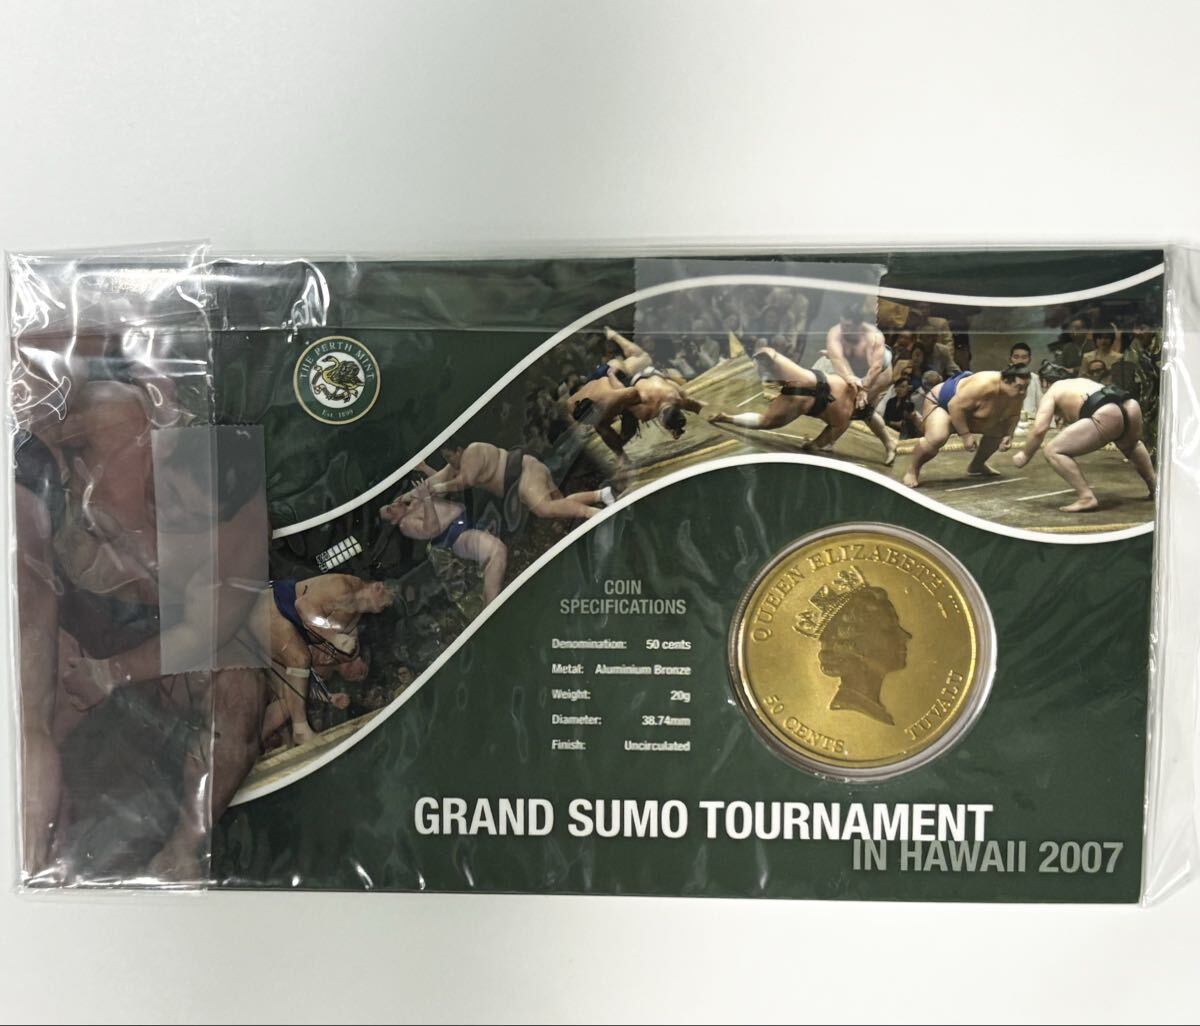 THE PERTH MINT
Est. 1899
COIN
SPECIFICATIONS
Denomination: 50 cents
Metal: Aluminium Bronze
Weight: 20g
Diameter: 38.74mm
Finish: Uncirculated
QUEEN ELIZABETH II
50 CENTS
TUVALU
GRAND SUMO TOURNAMENT
IN HAWAII 2007